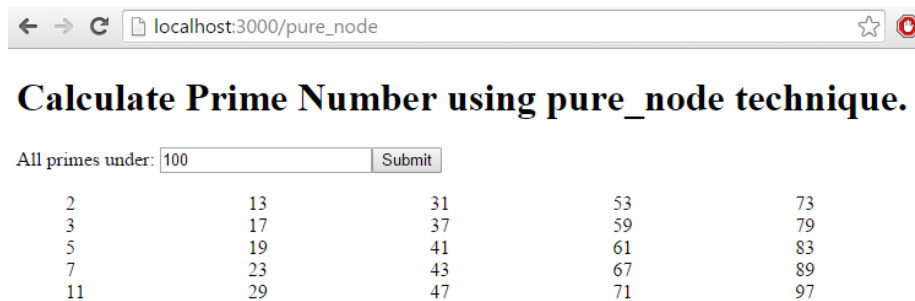 localhost:3000/pure_node
Calculate Prime Number using pure_node technique.
All primes under: 100 Submit
2 13 31 53 73
3 17 37 59 79
5 19 41 61 83
7 23 43 67 89
11 29 47 71 97